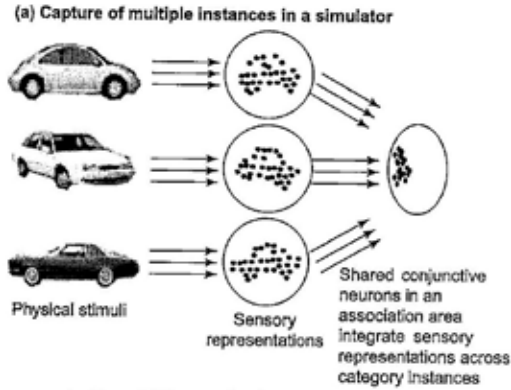 (a) Capture of multiple instances in a simulator
Physical stimuli
Sensory
representations
Shared conjunctive
neurons in an
association area
integrate sensory
representations across
category instances